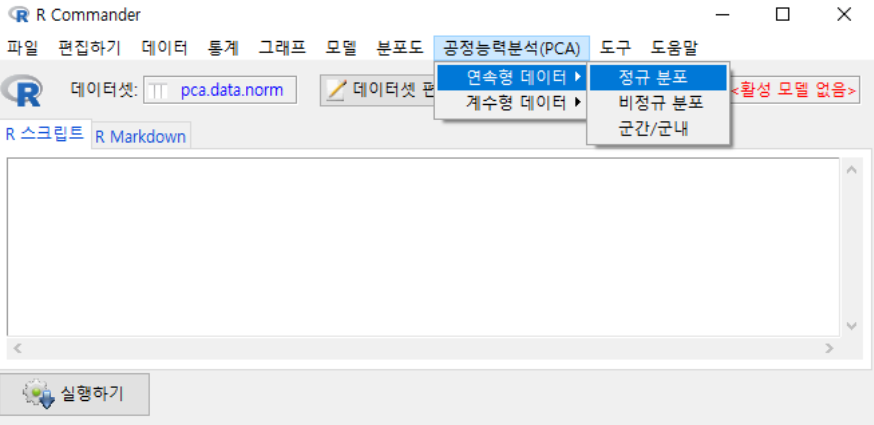 R Commander
파일 편집하기 데이터 통계 그래프 모델 분포도 공정능력분석(PCA) 도구 도움말
데이터셋: pca.data.norm 데이터셋 편 <활성 모델 없음>
연속형 데이터
계수형 데이터
정규 분포
비정규 분포
군간/군내
R 스크립트 R Markdown
실행하기